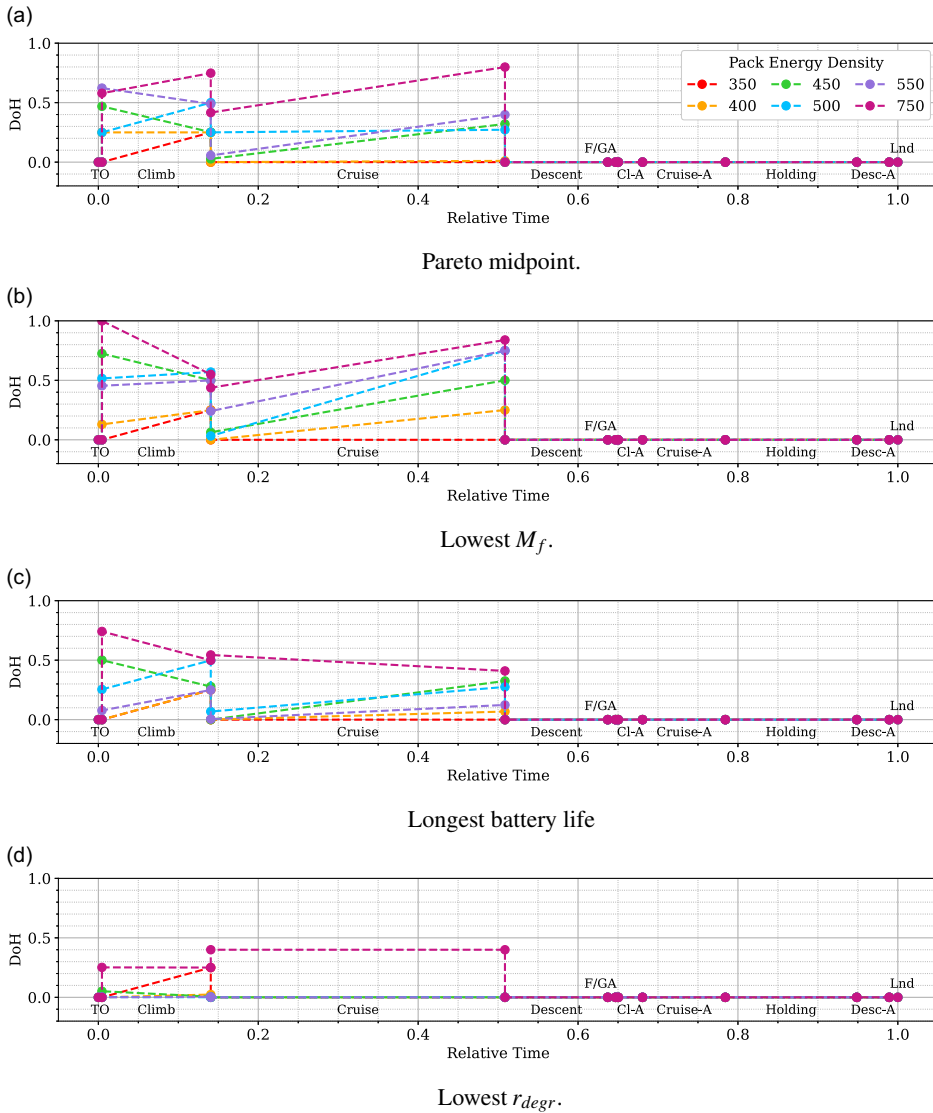 (a)
1.0
0.5
0.0
DoH
Pack Energy Density
350 450 550
400 500 750
F/GA Lnd
TO Climb Cruise Descent Cl-A Cruise-A Holding Desc-A
0.0 0.2 0.4 0.6 0.8 1.0
Relative Time
Pareto midpoint.
(b)
1.0
0.5
0.0
DoH
F/GA Lnd
TO Climb Cruise Descent Cl-A Cruise-A Holding Desc-A
0.0 0.2 0.4 0.6 0.8 1.0
Relative Time
Lowest M_f.
(c)
1.0
0.5
0.0
DoH
F/GA Lnd
TO Climb Cruise Descent Cl-A Cruise-A Holding Desc-A
0.0 0.2 0.4 0.6 0.8 1.0
Relative Time
Longest battery life
(d)
1.0
0.5
0.0
DoH
F/GA Lnd
TO Climb Cruise Descent Cl-A Cruise-A Holding Desc-A
0.0 0.2 0.4 0.6 0.8 1.0
Relative Time
Lowest r_degr.